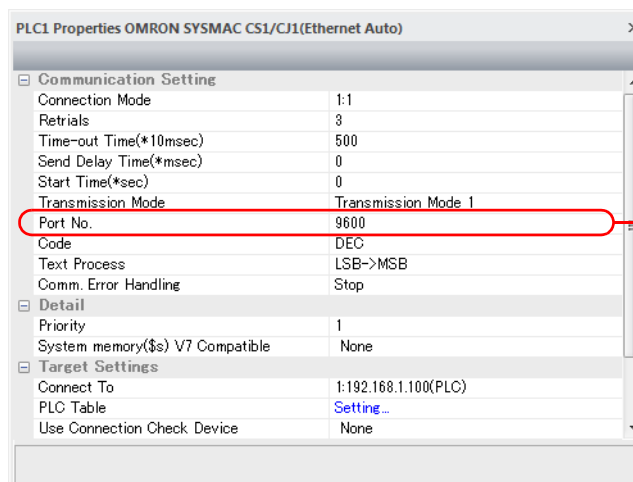 PLC1 Properties OMRON SYSMAC CS1/CJ1(Ethernet Auto)
Communication Setting
Connection Mode 1:1
Retrials 3
Time-out Time(*10msec) 500
Send Delay Time(*msec) 0
Start Time(*sec) 0
Transmission Mode Transmission Mode 1
Port No. 9600
Code DEC
Text Process LSB->MSB
Comm. Error Handling Stop
Detail
Priority 1
System memory($s) V7 Compatible None
Target Settings
Connect To 1:192.168.1.100(PLC)
PLC Table Setting...
Use Connection Check Device None